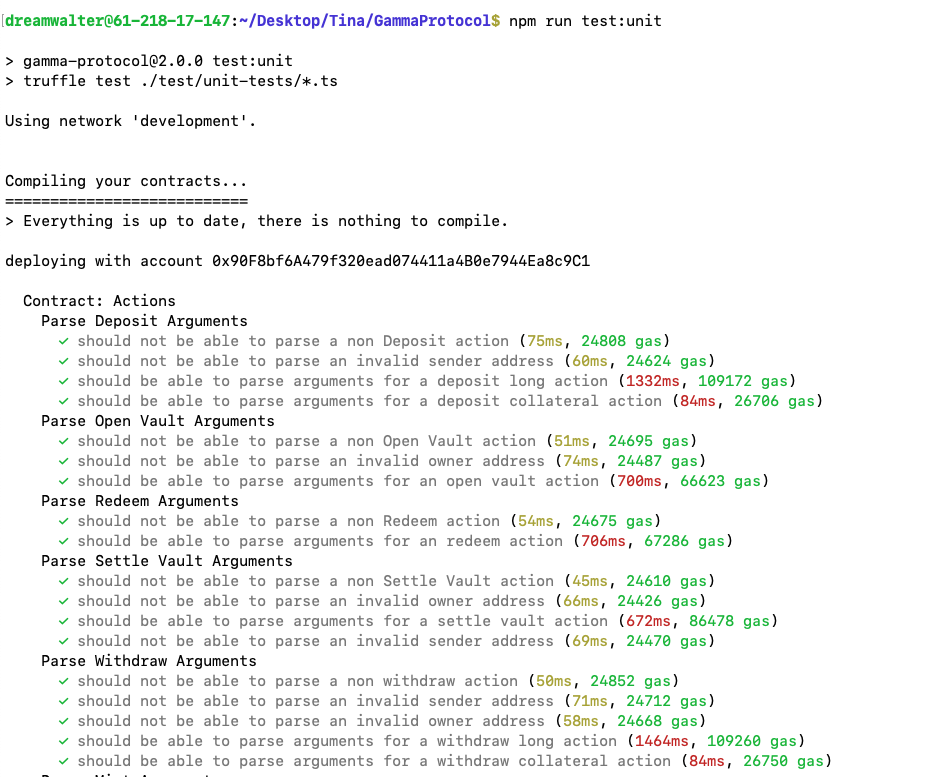 dreamwalter@61-218-17-147:~/Desktop/Tina/GammaProtocol$ npm run test:unit
> gamma-protocol@2.0.0 test:unit
> truffle test ./test/unit-tests/*.ts
Using network 'development'.
Compiling your contracts...
===========================
> Everything is up to date, there is nothing to compile.
deploying with account 0x90F8bf6A479f320ead074411a4B0e7944Ea8c9C1
Contract: Actions
Parse Deposit Arguments
✓ should not be able to parse a non Deposit action (75ms, 24808 gas)
✓ should not be able to parse an invalid sender address (60ms, 24624 gas)
✓ should be able to parse arguments for a deposit long action (1332ms, 109172 gas)
✓ should be able to parse arguments for a deposit collateral action (84ms, 26706 gas)
Parse Open Vault Arguments
✓ should not be able to parse a non Open Vault action (51ms, 24695 gas)
✓ should not be able to parse an invalid owner address (74ms, 24487 gas)
✓ should be able to parse arguments for an open vault action (700ms, 66623 gas)
Parse Redeem Arguments
✓ should not be able to parse a non Redeem action (54ms, 24675 gas)
✓ should be able to parse arguments for an redeem action (706ms, 67286 gas)
Parse Settle Vault Arguments
✓ should not be able to parse a non Settle Vault action (45ms, 24610 gas)
✓ should not be able to parse an invalid owner address (66ms, 24426 gas)
✓ should be able to parse arguments for a settle vault action (672ms, 86478 gas)
✓ should not be able to parse an invalid sender address (69ms, 24470 gas)
Parse Withdraw Arguments
✓ should not be able to parse a non withdraw action (50ms, 24852 gas)
✓ should not be able to parse an invalid sender address (71ms, 24712 gas)
✓ should not be able to parse an invalid owner address (58ms, 24668 gas)
✓ should be able to parse arguments for a withdraw long action (1464ms, 109260 gas)
✓ should be able to parse arguments for a withdraw collateral action (84ms, 26750 gas)